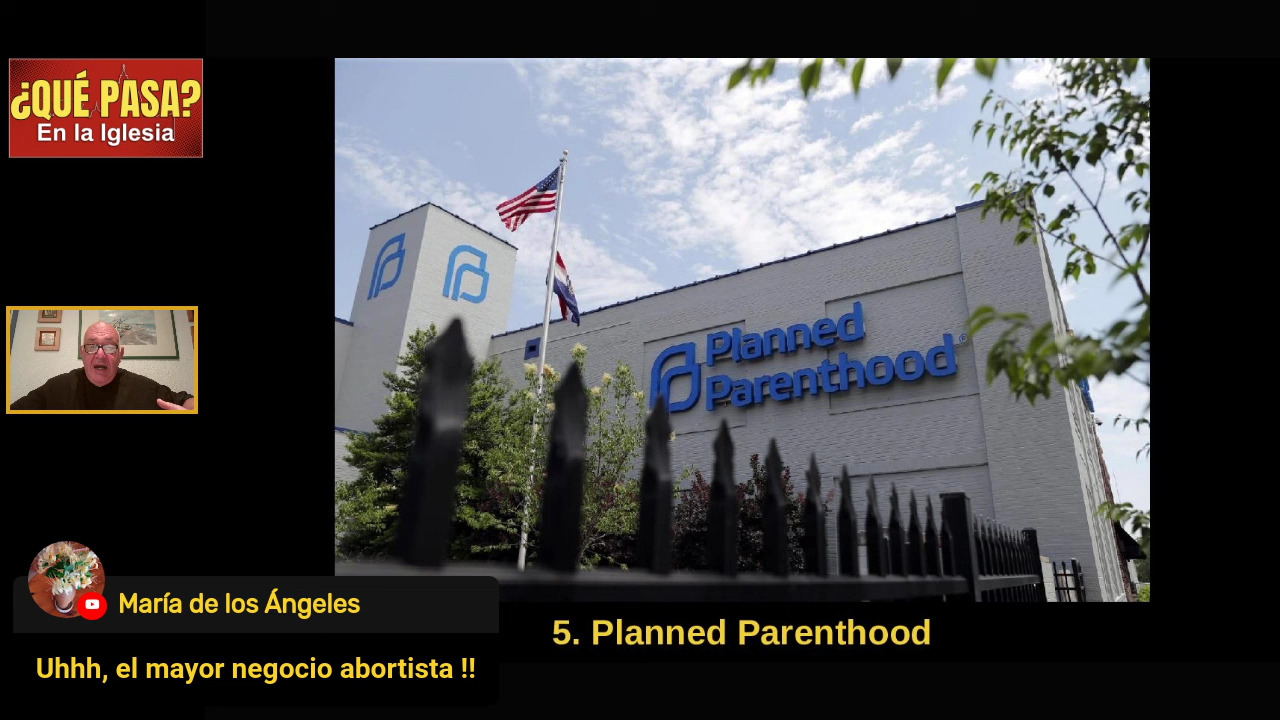 ¿QUÉ PASA?
En la Iglesia
Planned
Parenthood®
María de los Ángeles
5. Planned Parenthood
Uhhh, el mayor negocio abortista !!